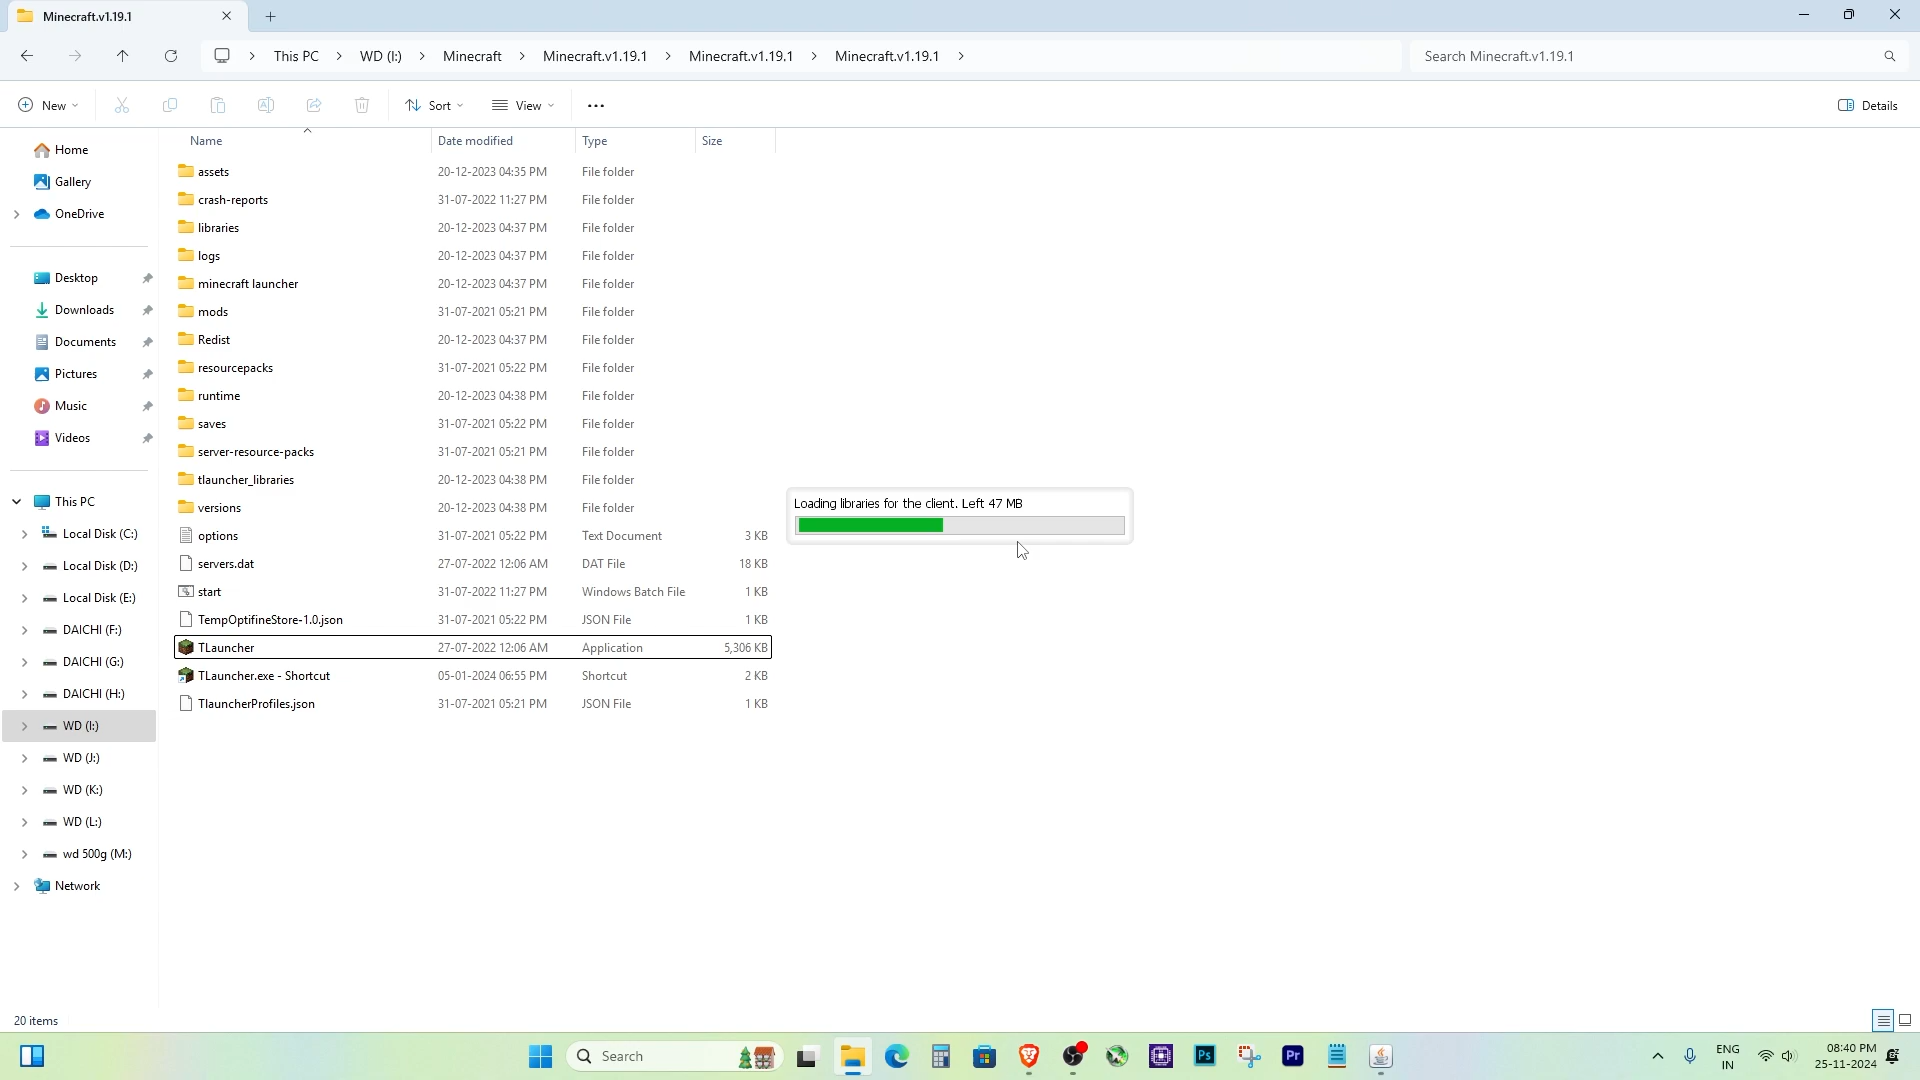 Minecraft.v1.19.1
This PC WD (I:) Minecraft Minecraft.v1.19.1 Minecraft.v1.19.1 Minecraft.v1.19.1 Search Minecraft.v1.19.1
New Sort View Details
Name Date modified Type Size
Home
Gallery
OneDrive
Desktop
Downloads
Documents
Pictures
Music
Videos
This PC
Local Disk (C:)
Local Disk (D:)
Local Disk (E:)
DAICHI (F:)
DAICHI (G:)
DAICHI (H:)
WD (I:)
WD (J:)
WD (K:)
WD (L:)
wd 500g (M:)
Network
assets 20-12-2023 04:35 PM File folder
crash-reports 31-07-2022 11:27 PM File folder
libraries 20-12-2023 04:37 PM File folder
logs 20-12-2023 04:37 PM File folder
minecraft launcher 20-12-2023 04:37 PM File folder
mods 31-07-2021 05:21 PM File folder
Redist 20-12-2023 04:37 PM File folder
resourcepacks 31-07-2021 05:22 PM File folder
runtime 20-12-2023 04:38 PM File folder
saves 31-07-2021 05:22 PM File folder
server-resource-packs 31-07-2021 05:21 PM File folder
tlauncher_libraries 20-12-2023 04:38 PM File folder
versions 20-12-2023 04:38 PM File folder
options 31-07-2021 05:22 PM Text Document 3 KB
servers.dat 27-07-2022 12:06 AM DAT File 18 KB
start 31-07-2022 11:27 PM Windows Batch File 1 KB
TempOptifineStore-1.0.json 31-07-2021 05:22 PM JSON File 1 KB
TLauncher 27-07-2022 12:06 AM Application 5,306 KB
TLauncher.exe - Shortcut 05-01-2024 06:55 PM Shortcut 2 KB
TlauncherProfiles.json 31-07-2021 05:21 PM JSON File 1 KB
Loading libraries for the client. Left 47 MB
20 items
Search
Ps
Pr
ENG
IN
08:40 PM
25-11-2024